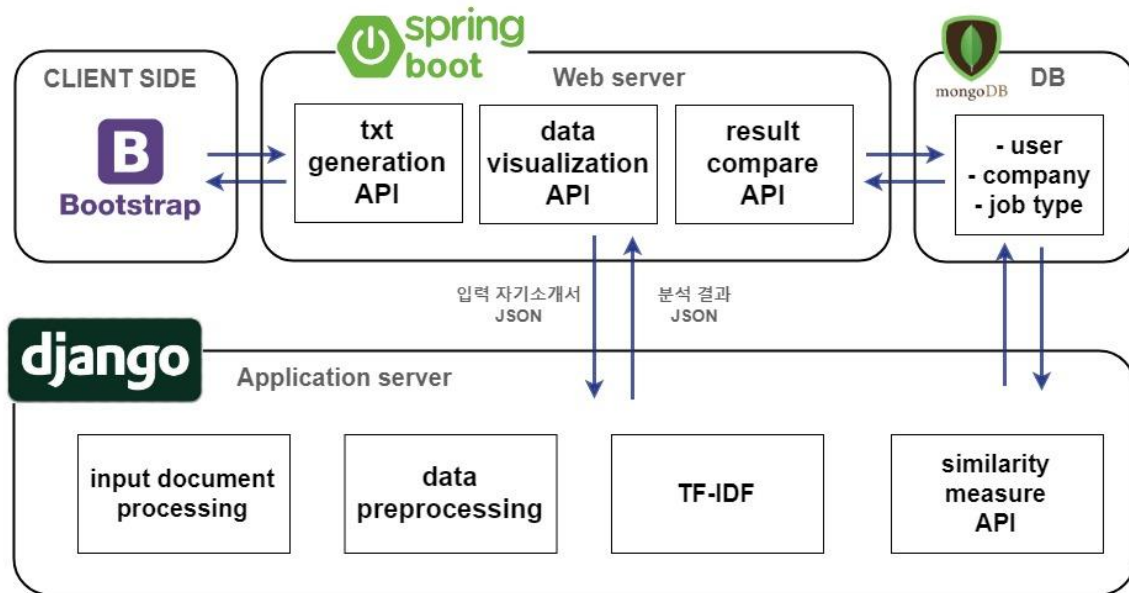 spring
boot
CLIENT SIDE
B
Bootstrap
Web server
txt
generation
API
data
visualization
API
result
compare
API
mongoDB
DB
- user
- company
- job type
입력 자기소개서
JSON
분석 결과
JSON
django
Application server
input document
processing
data
preprocessing
TF-IDF
similarity
measure
API